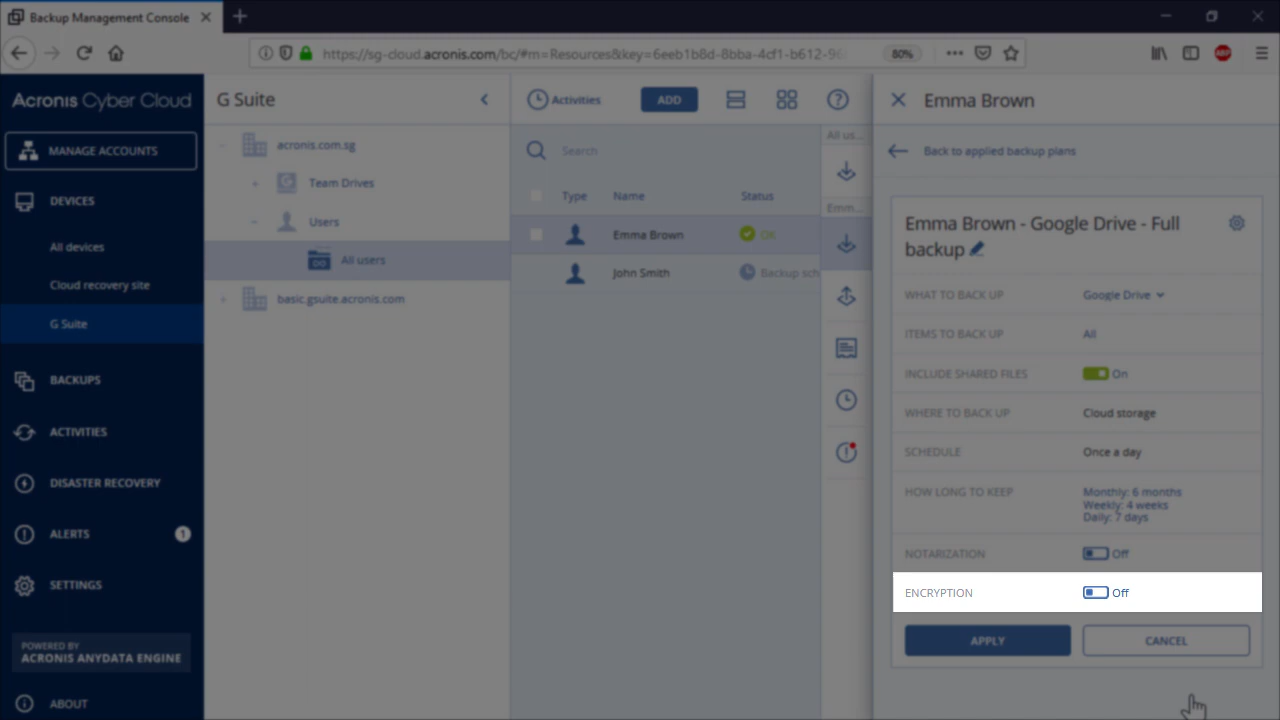 Backup Management Console
https://sg-cloud.acronis.com/bc/#m=Resources&key=6eeb1b8d-8bba-4cf1-b612-96
80%
ABP
Acronis Cyber Cloud
MANAGE ACCOUNTS
DEVICES
All devices
Cloud recovery site
G Suite
BACKUPS
ACTIVITIES
DISASTER RECOVERY
ALERTS
1
SETTINGS
POWERED BY
ACRONIS ANYDATA ENGINE
ABOUT
G Suite
acronis.com.sg
Team Drives
Users
All users
basic.gsuite.acronis.com
Activities
ADD
Search
Type Name Status
Emma Brown OK
John Smith Backup sch
All us...
Emm...
Emma Brown
Back to applied backup plans
Emma Brown - Google Drive - Full
backup
WHAT TO BACK UP Google Drive
ITEMS TO BACK UP All
INCLUDE SHARED FILES On
WHERE TO BACK UP Cloud storage
SCHEDULE Once a day
HOW LONG TO KEEP Monthly: 6 months
Weekly: 4 weeks
Daily: 7 days
NOTARIZATION Off
ENCRYPTION Off
APPLY CANCEL